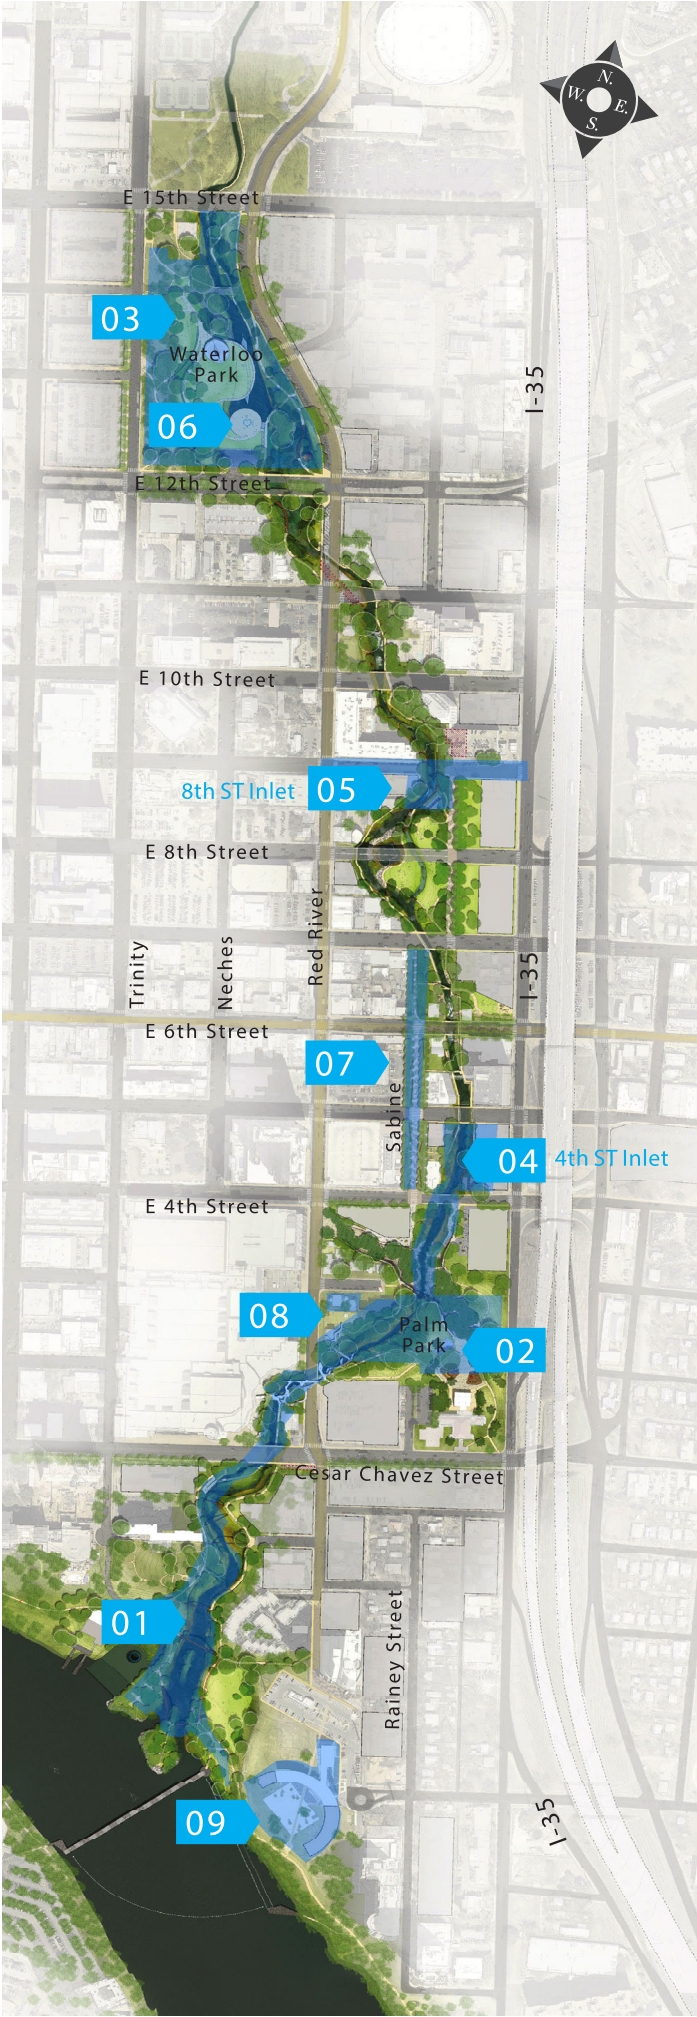 N.
W.
E.
S.
E 15th Street
03
Waterloo
Park
I-35
06
E 12th Street
E 10th Street
8th ST Inlet
05
E 8th Street
Trinity
Neches
Red River
I-35
E 6th Street
07
Sabine
04
4th ST Inlet
E 4th Street
08
Palm
Park
02
Cesar Chavez Street
01
Rainey Street
09
I-35